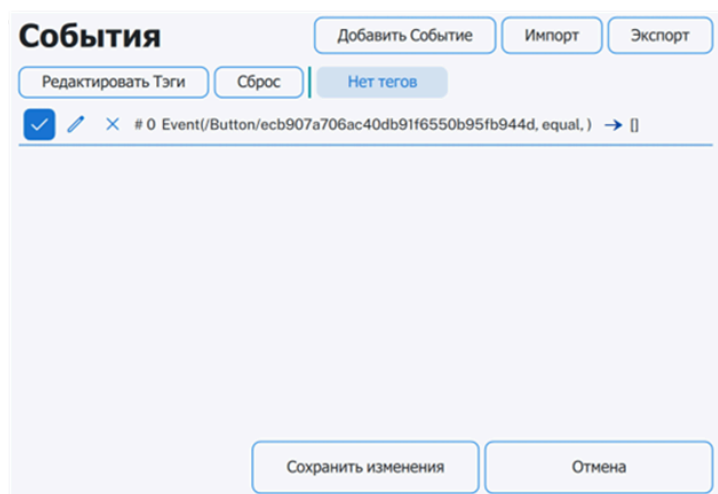 События
Добавить Событие
Импорт
Экспорт
Редактировать Тэги
Сброс
Нет тегов
# 0 Event(/Button/ecb907a706ac40db91f6550b95fb944d, equal, ) → []
Сохранить изменения
Отмена